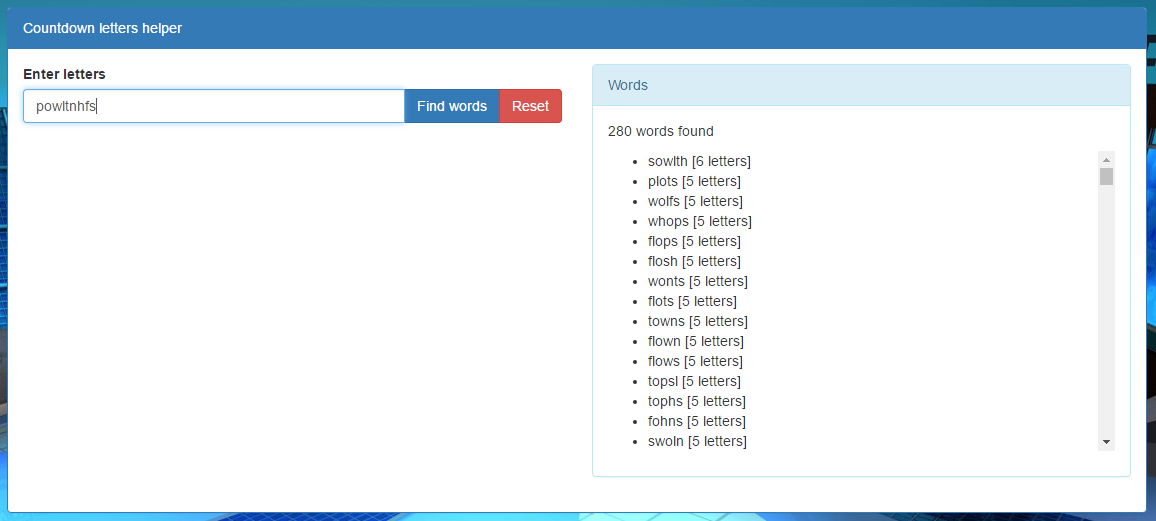 Countdown letters helper
Enter letters
powltnhfs
Find words
Reset
Words
280 words found
sowlth [6 letters]
plots [5 letters]
wolfs [5 letters]
whops [5 letters]
flops [5 letters]
flosh [5 letters]
wonts [5 letters]
flots [5 letters]
towns [5 letters]
flown [5 letters]
flows [5 letters]
topsl [5 letters]
tophs [5 letters]
fohns [5 letters]
swoln [5 letters]